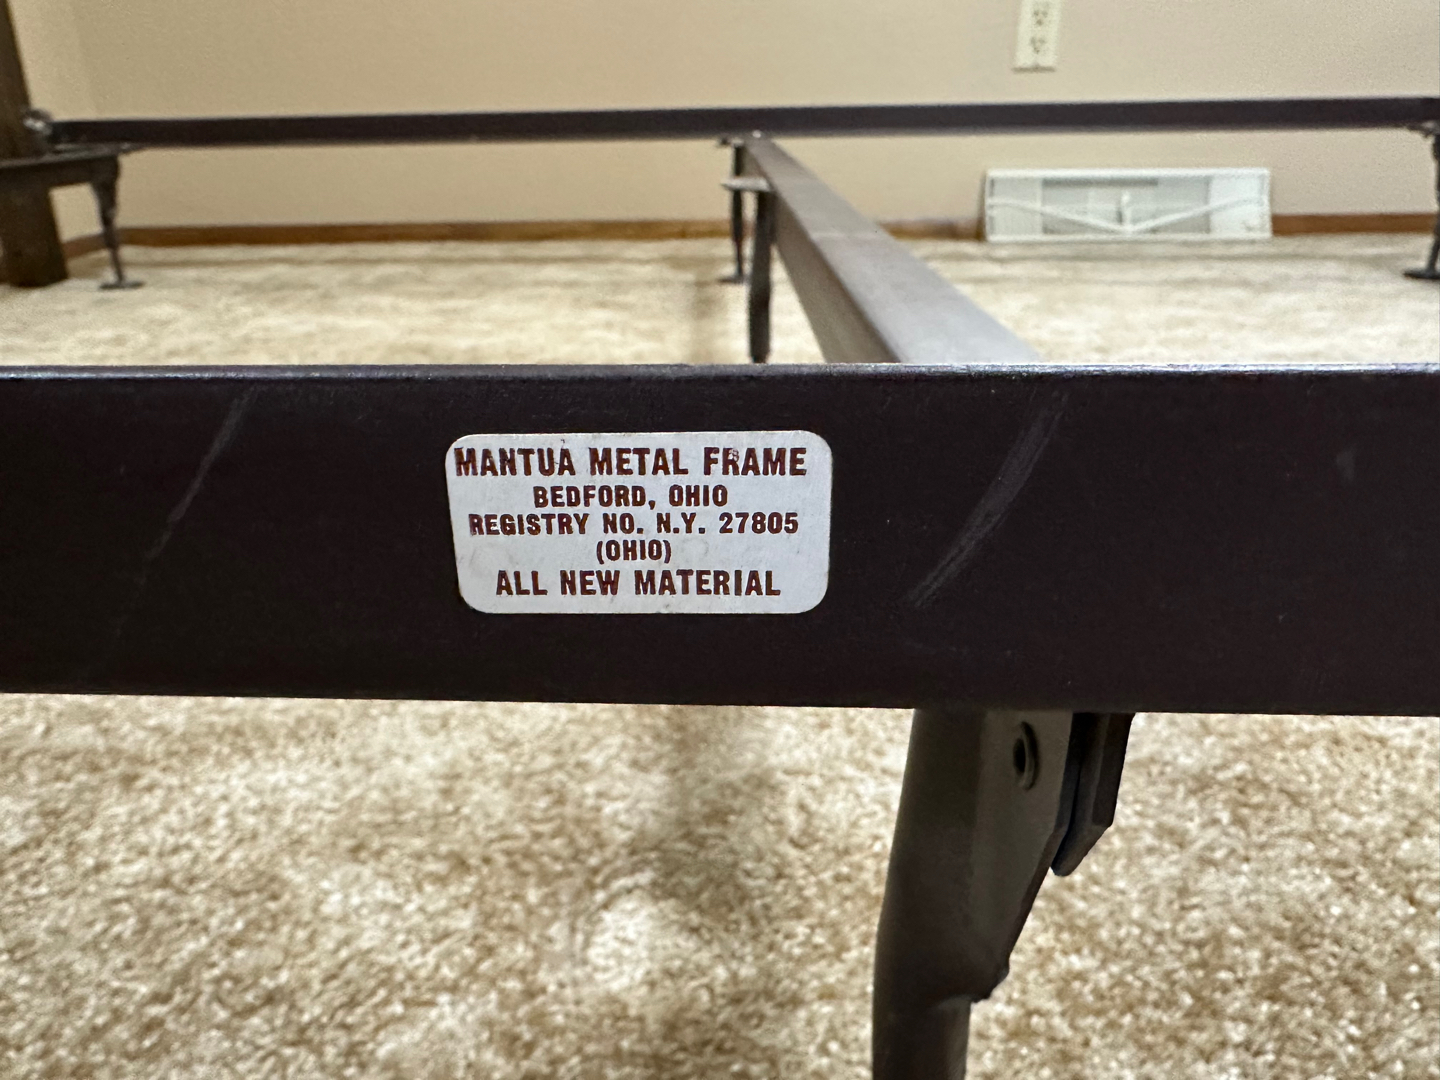 MANTUA METAL FRAME
BEDFORD, OHIO
REGISTRY NO. N.Y. 27805
(OHIO)
ALL NEW MATERIAL